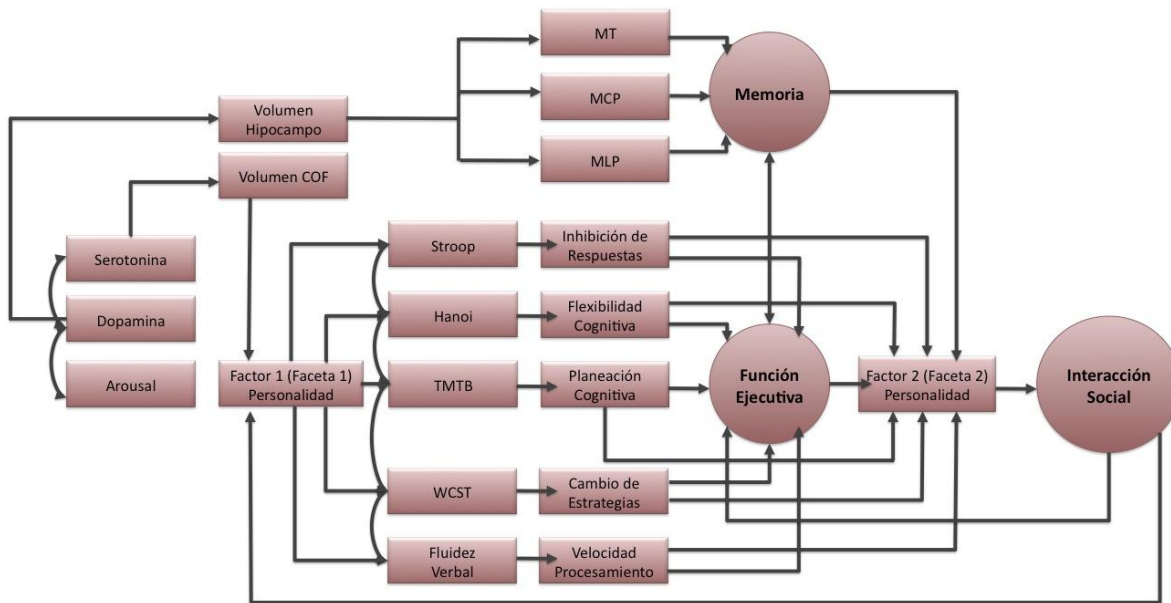 MT
Volumen
Hipocampo
MCP
Memoria
MLP
Volumen COF
Serotonina
Stroop
Inhibición de
Respuestas
Dopamina
Hanoi
Flexibilidad
Cognitiva
Arousal
Factor 1 (Faceta 1)
Personalidad
TMTB
Planeación
Cognitiva
Función
Ejecutiva
Factor 2 (Faceta 2)
Personalidad
Interacción
Social
WCST
Cambio de
Estrategias
Fluidez
Verbal
Velocidad
Procesamiento